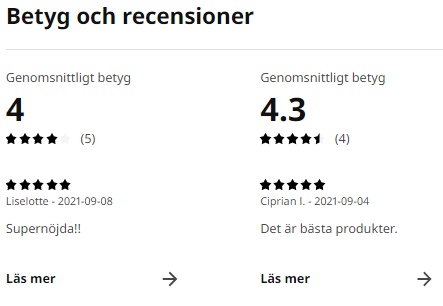 Betyg och recensioner
Genomsnittligt betyg
4
(5)
Liselotte - 2021-09-08
Supernöjda!!
Läs mer
Genomsnittligt betyg
4.3
(4)
Ciprian I. - 2021-09-04
Det är bästa produkter.
Läs mer